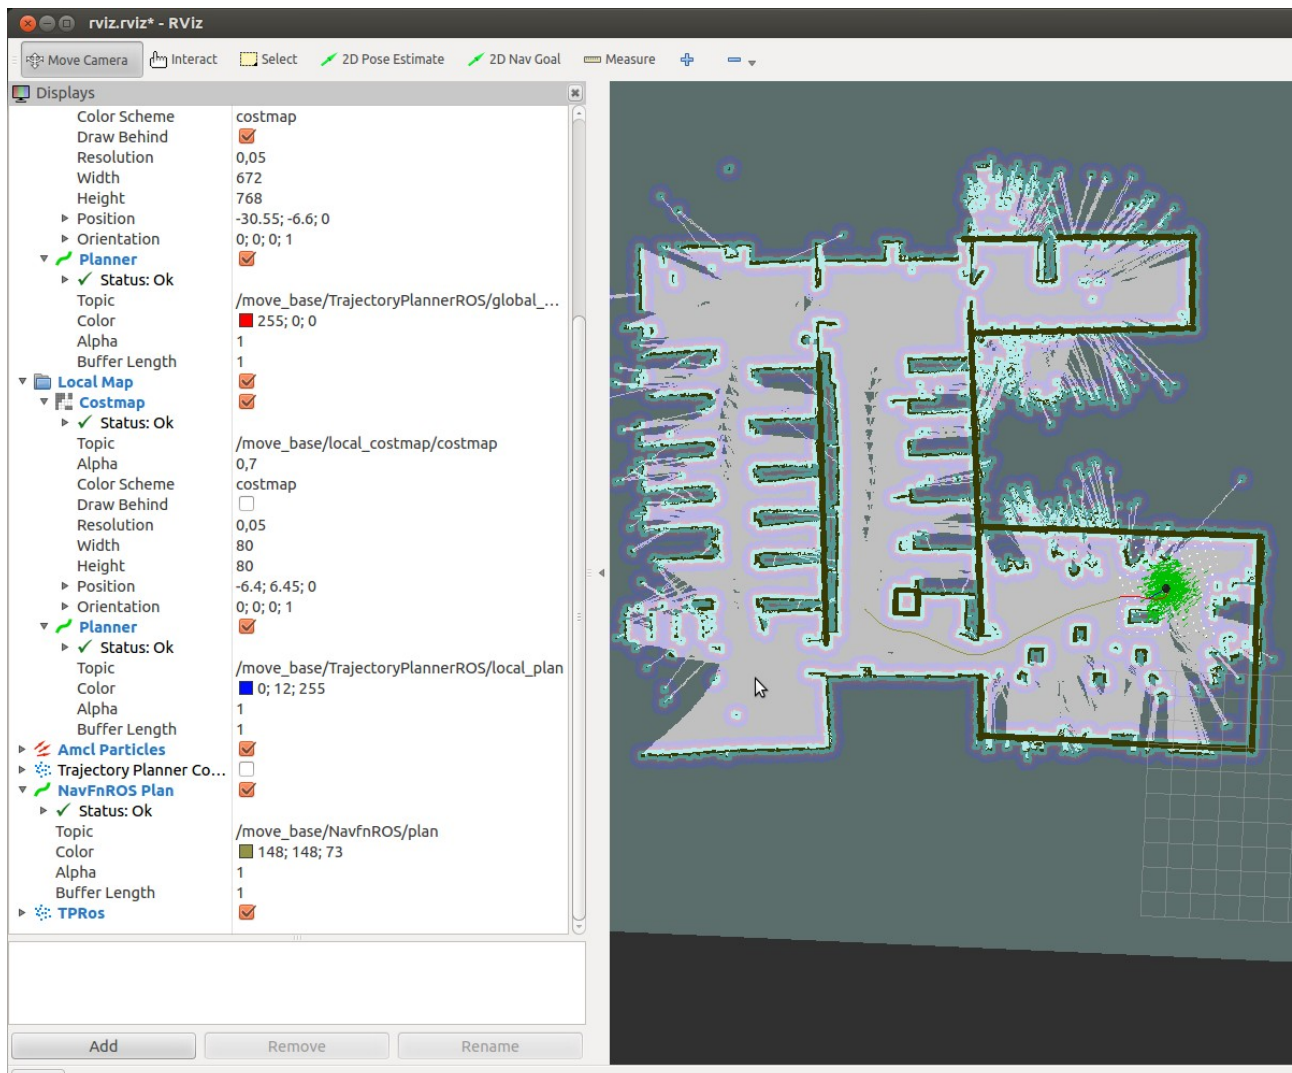 rviz.rviz* - RViz
Move Camera Interact Select 2D Pose Estimate 2D Nav Goal Measure
Displays
Color Scheme costmap
Draw Behind
Resolution 0,05
Width 672
Height 768
Position -30.55; -6.6; 0
Orientation 0; 0; 0; 1
Planner
Status: Ok
Topic /move_base/TrajectoryPlannerROS/global_...
Color 255; 0; 0
Alpha 1
Buffer Length 1
Local Map
Costmap
Status: Ok
Topic /move_base/local_costmap/costmap
Alpha 0,7
Color Scheme costmap
Draw Behind
Resolution 0,05
Width 80
Height 80
Position -6.4; 6.45; 0
Orientation 0; 0; 0; 1
Planner
Status: Ok
Topic /move_base/TrajectoryPlannerROS/local_plan
Color 0; 12; 255
Alpha 1
Buffer Length 1
Amcl Particles
Trajectory Planner Co...
NavFnROS Plan
Status: Ok
Topic /move_base/NavfnROS/plan
Color 148; 148; 73
Alpha 1
Buffer Length 1
TPRos
Add Remove Rename